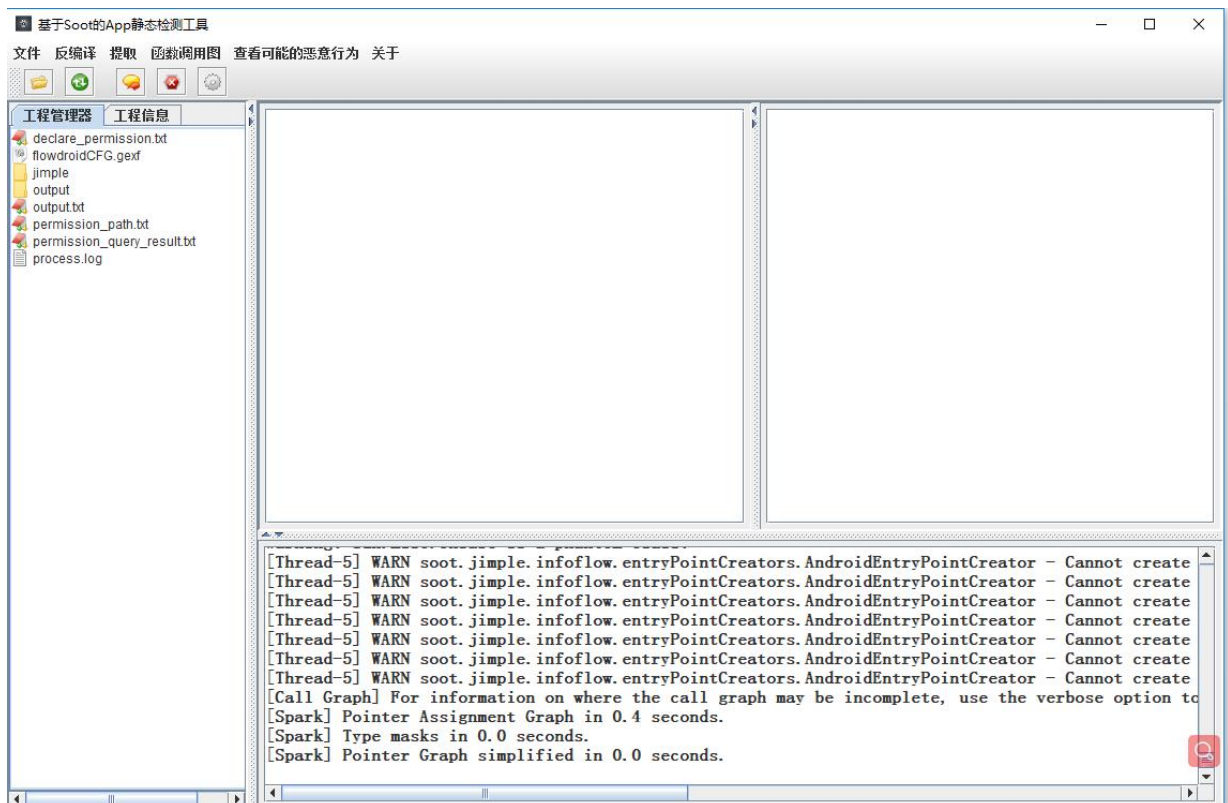 基于Soot的App静态检测工具
文件 反编译 提取 函数调用图 查看可能的恶意行为 关于
工程管理器 工程信息
declare_permission.txt
flowdroidCFG.gexf
jimple
output
output.txt
permission_path.txt
permission_query_result.txt
process.log
[Thread-5] WARN soot.jimple.infoflow.entryPointCreators.AndroidEntryPointCreator - Cannot create
[Thread-5] WARN soot.jimple.infoflow.entryPointCreators.AndroidEntryPointCreator - Cannot create
[Thread-5] WARN soot.jimple.infoflow.entryPointCreators.AndroidEntryPointCreator - Cannot create
[Thread-5] WARN soot.jimple.infoflow.entryPointCreators.AndroidEntryPointCreator - Cannot create
[Thread-5] WARN soot.jimple.infoflow.entryPointCreators.AndroidEntryPointCreator - Cannot create
[Thread-5] WARN soot.jimple.infoflow.entryPointCreators.AndroidEntryPointCreator - Cannot create
[Thread-5] WARN soot.jimple.infoflow.entryPointCreators.AndroidEntryPointCreator - Cannot create
[Call Graph] For information on where the call graph may be incomplete, use the verbose option to
[Spark] Pointer Assignment Graph in 0.4 seconds.
[Spark] Type masks in 0.0 seconds.
[Spark] Pointer Graph simplified in 0.0 seconds.